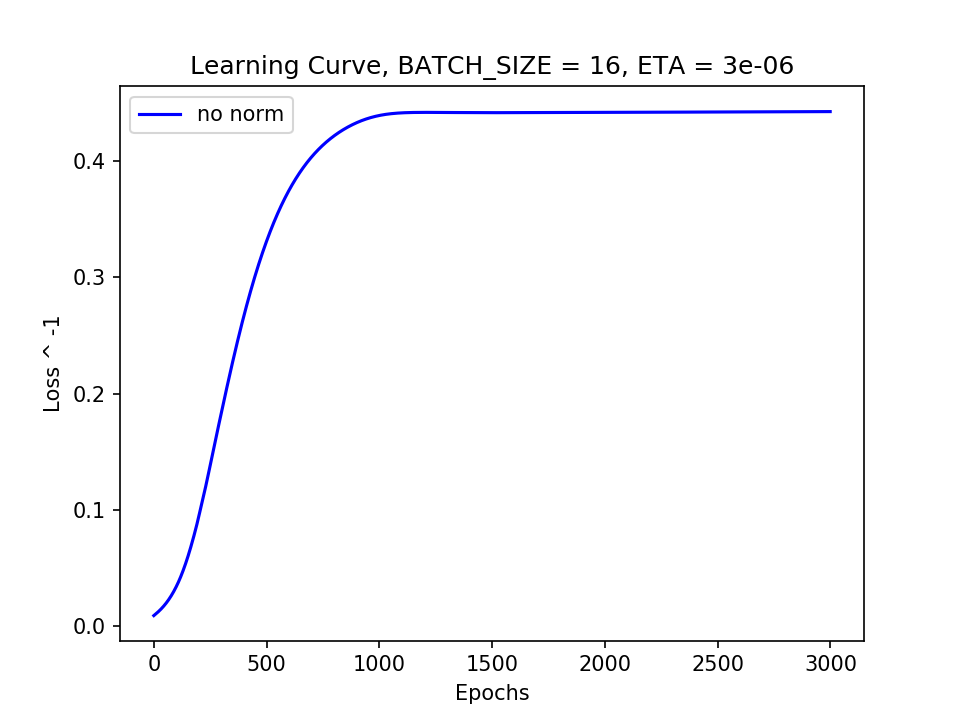 Learning Curve, BATCH_SIZE = 16, ETA = 3e-06
no norm
Loss ^ -1
0.4
0.3
0.2
0.1
0.0
0 500 1000 1500 2000 2500 3000
Epochs